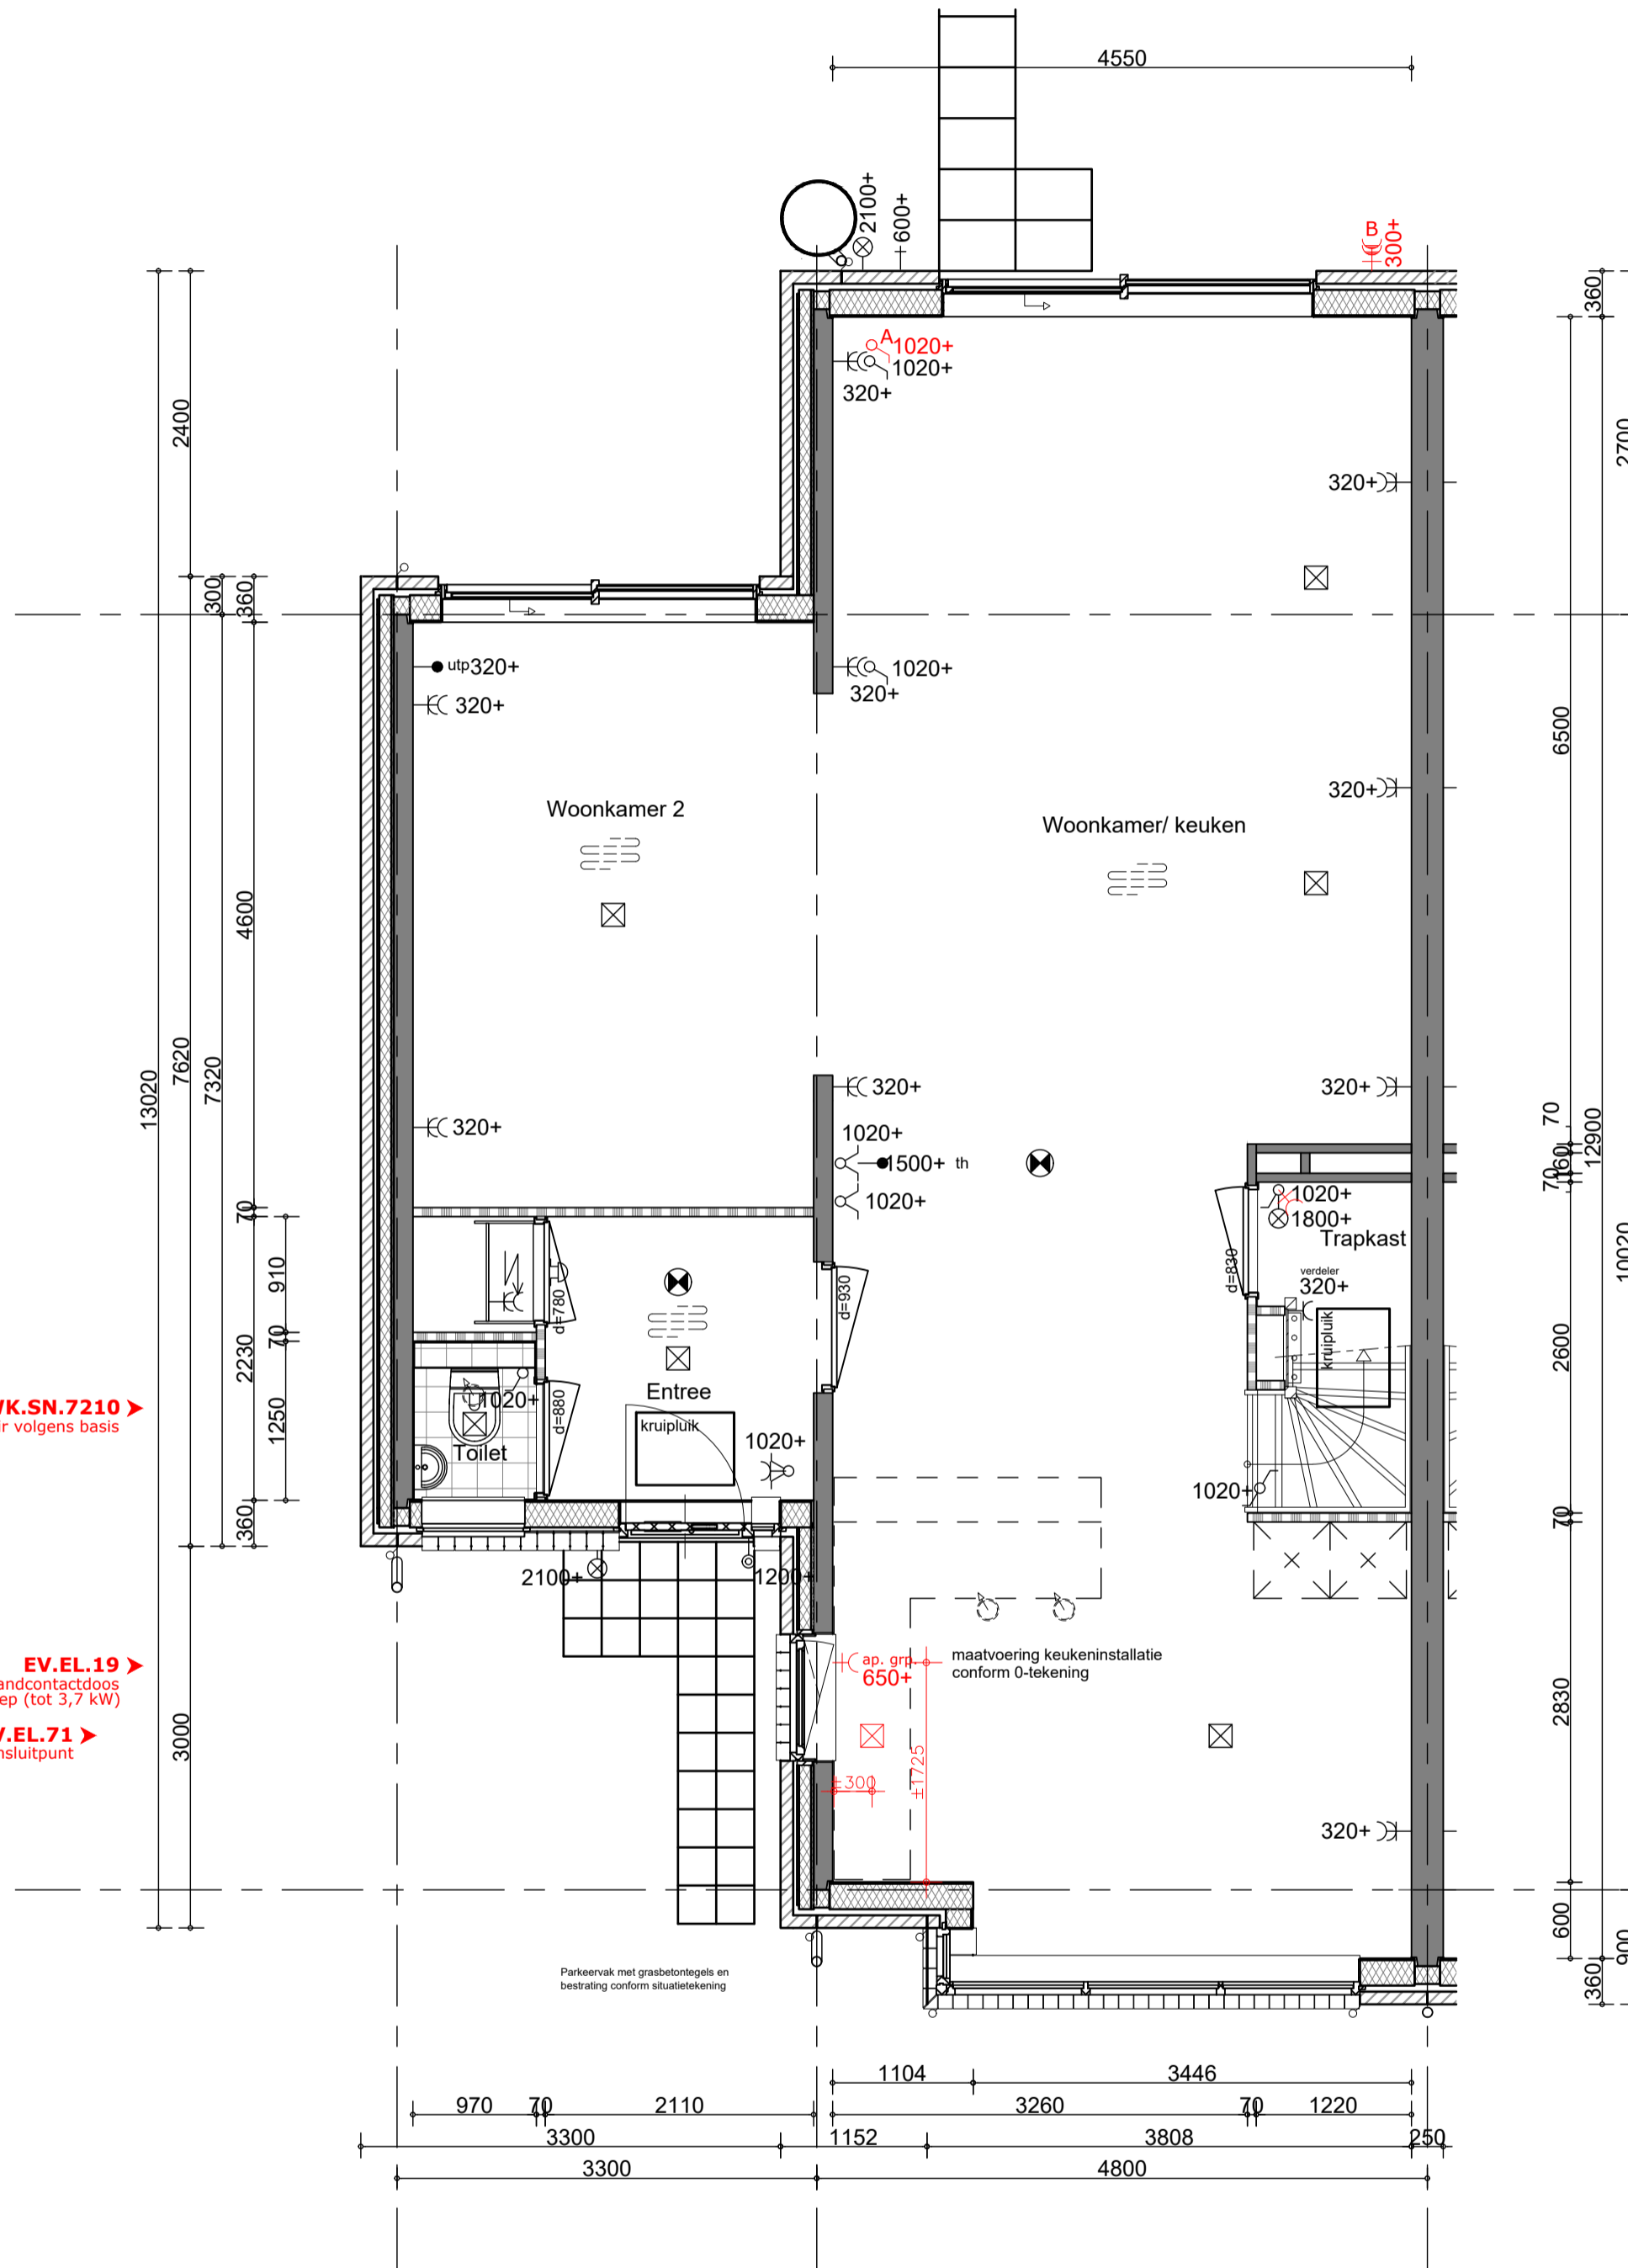 4550
2100+
600+
B
300+
360
A
1020+
1020+
320+
2400
2700
320+
300
360
utp 320+
320+
1020+
320+
6500
320+
Woonkamer 2
Woonkamer/ keuken
4600
13020
7620
7320
320+
320+
320+
1020+
1500+ th
1020+
70
160
70
12900
1020+
1800+
Trapkast
verdeler
320+
kruipluik
d=830
10020
70
910
70
2230
1250
d=780
d=930
2600
Entree
kruipluik
1020+
Toilet
d=880
1020+
1020+
360
70
2100+
1200+
WK.SN.7210
ir volgens basis
EV.EL.19
andcontactdoos
ep (tot 3,7 kW)
V.EL.71
nsluitpunt
3000
ap. grp.
650+
maatvoering keukeninstallatie
conform 0-tekening
2830
±300
±1725
320+
600
900
360
Parkeervak met grasbetontegels en
bestrating conform situatietekening
1104
3446
970
70
2110
3260
70
1220
3300
1152
3808
250
3300
4800